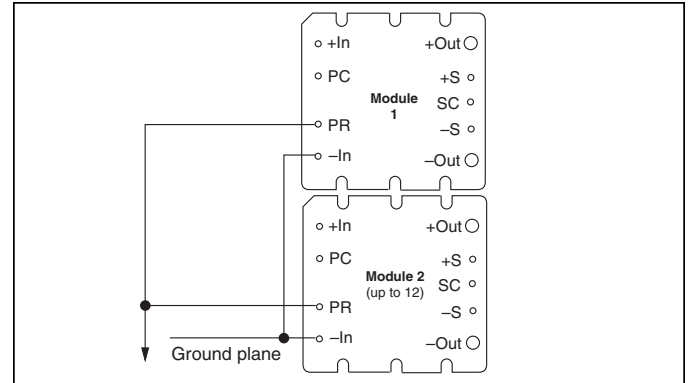 +In +Out
PC +S
Module
1
SC
PR –S
–In –Out
+In +Out
PC +S
Module 2
(up to 12)
SC
PR –S
–In –Out
Ground plane